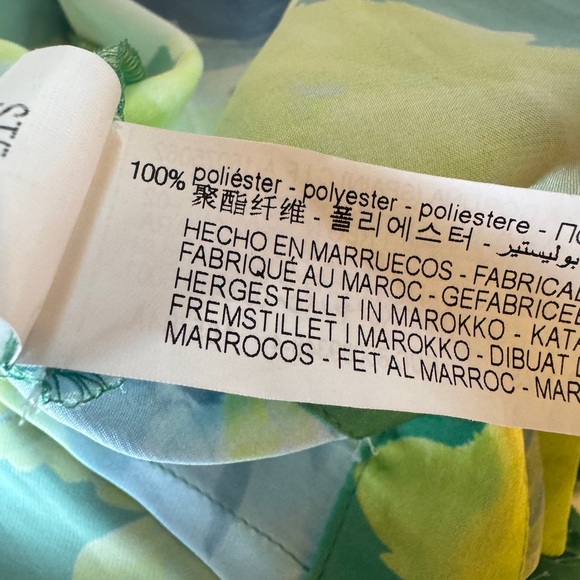 100% poliéster - polyester - poliestere -
聚酯纤维 - 폴리에스터 - بوليستير
HECHO EN MARRUECOS - FABRICA
FABRIQUÉ AU MAROC - GEFABRICEE
HERGESTELLT IN MAROKKO - KATA
FREMSTILLET I MAROKKO - DIBUAT
MARROCOS - FET AL MARROC - MAR